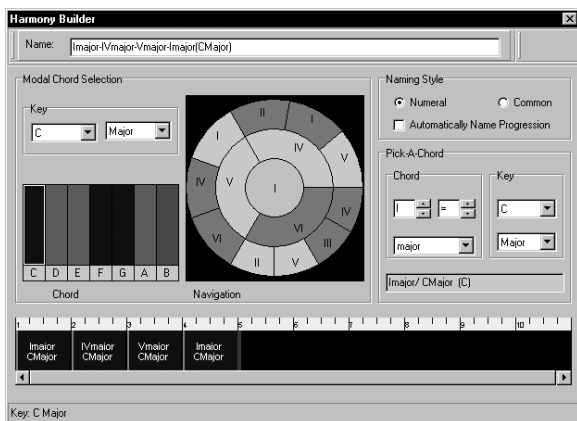 Harmony Builder
Name: Imajor-IVmajor-Vmajor-Imajor(CMajor)
Modal Chord Selection
Key
C Major
C D E F G A B
Chord
II I
I IV V
IV V I IV
VI VI III
II V
Navigation
Naming Style
Numeral Common
Automatically Name Progression
Pick-A-Chord
Chord Key
I = C
major Major
Imajor/ CMajor (C)
1 2 3 4 5 6 7 8 9 10
Imajor IVmajor Vmajor Imajor
CMajor CMajor CMajor CMajor
Key: C Major